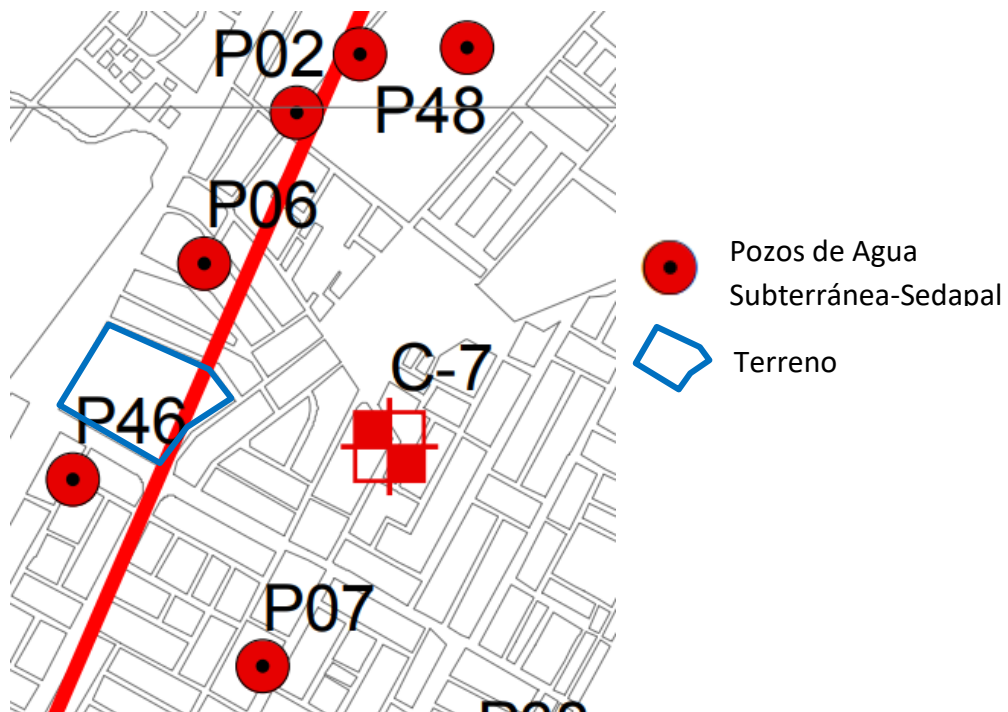 P02
P48
P06
C-7
P46
P07
Pozos de Agua
Subterránea-Sedapal
Terreno